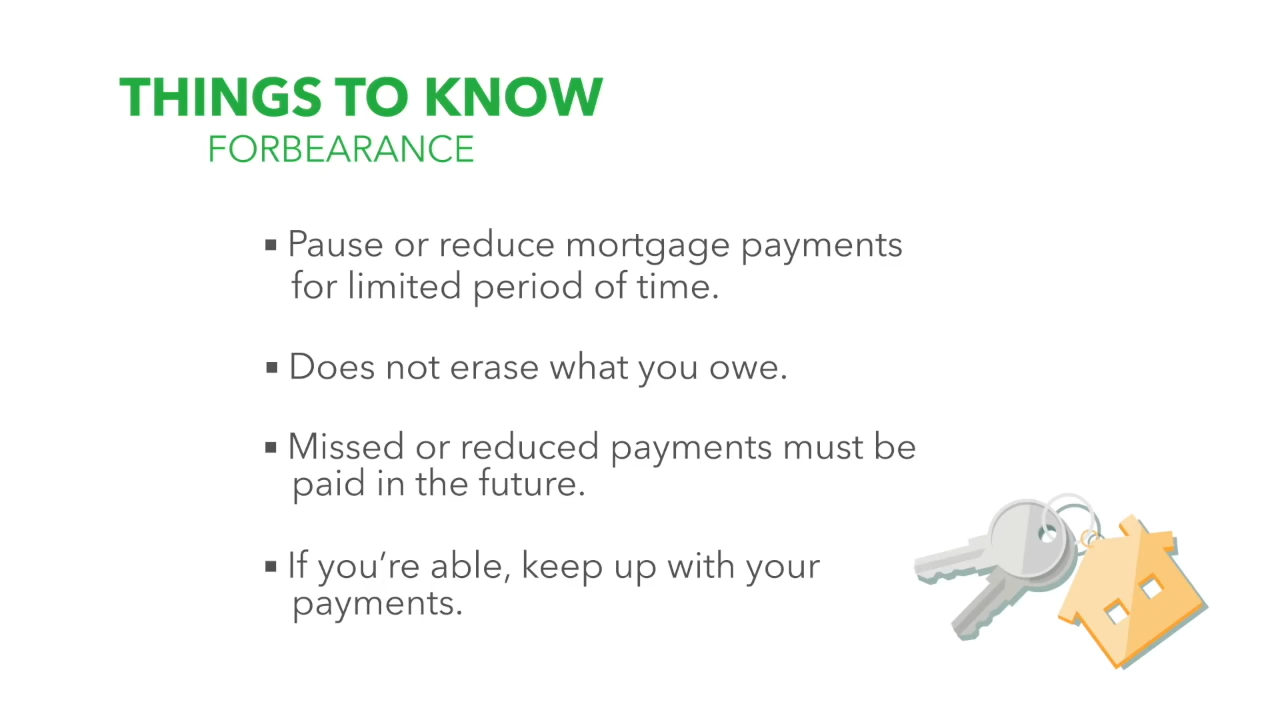 THINGS TO KNOW
FORBEARANCE
▪ Pause or reduce mortgage payments
for limited period of time.
▪ Does not erase what you owe.
▪ Missed or reduced payments must be
paid in the future.
▪ If you’re able, keep up with your
payments.